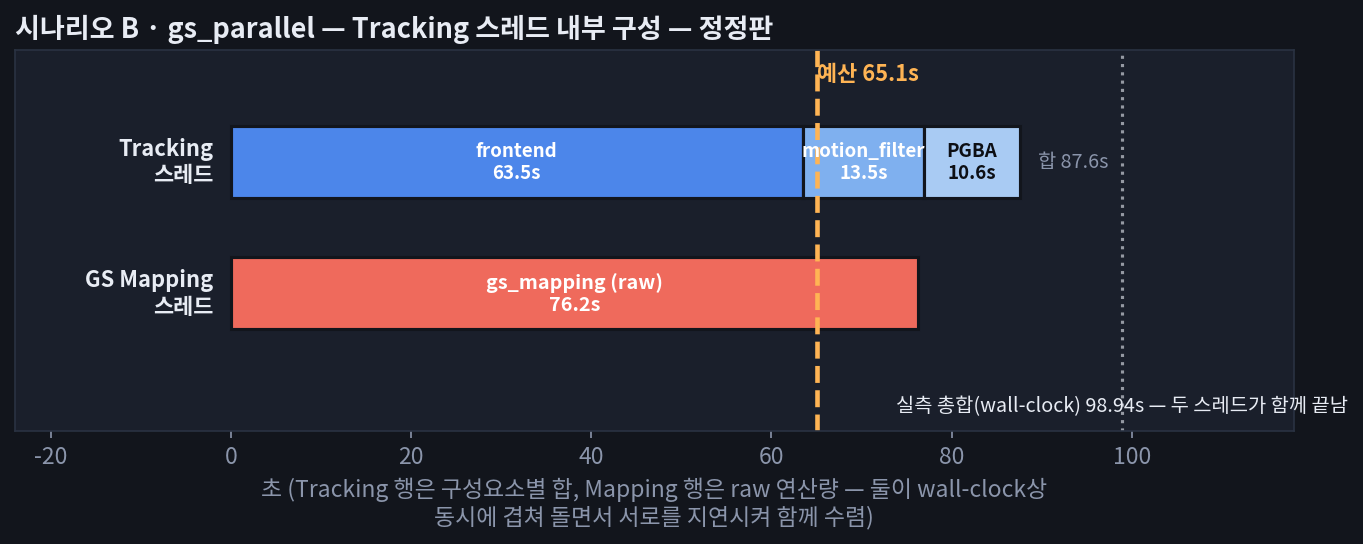 시나리오 B · gs_parallel — Tracking 스레드 내부 구성 — 정정판
예산 65.1s
Tracking
스레드
frontend
63.5s
motion_filter
13.5s
PGBA
10.6s
합 87.6s
GS Mapping
스레드
gs_mapping (raw)
76.2s
실측 총합(wall-clock) 98.94s — 두 스레드가 함께 끝남
-20 0 20 40 60 80 100
초 (Tracking 행은 구성요소별 합, Mapping 행은 raw 연산량 — 둘이 wall-clock상
동시에 겹쳐 돌면서 서로를 지연시켜 함께 수렴)